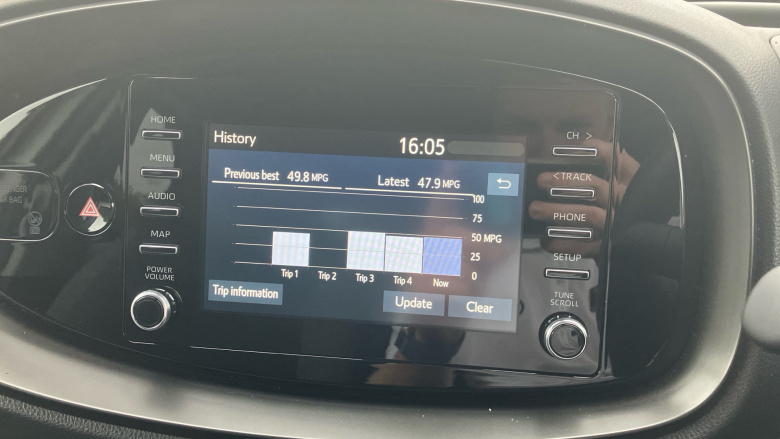 HOME
MENU
AUDIO
MAP
POWER
VOLUME
History
16:05
Previous best 49.8 MPG
Latest 47.9 MPG
100
75
50 MPG
25
0
Trip 1
Trip 2
Trip 3
Trip 4
Now
Trip information
Update
Clear
CH >
< TRACK
PHONE
SETUP
TUNE
SCROLL
BAG